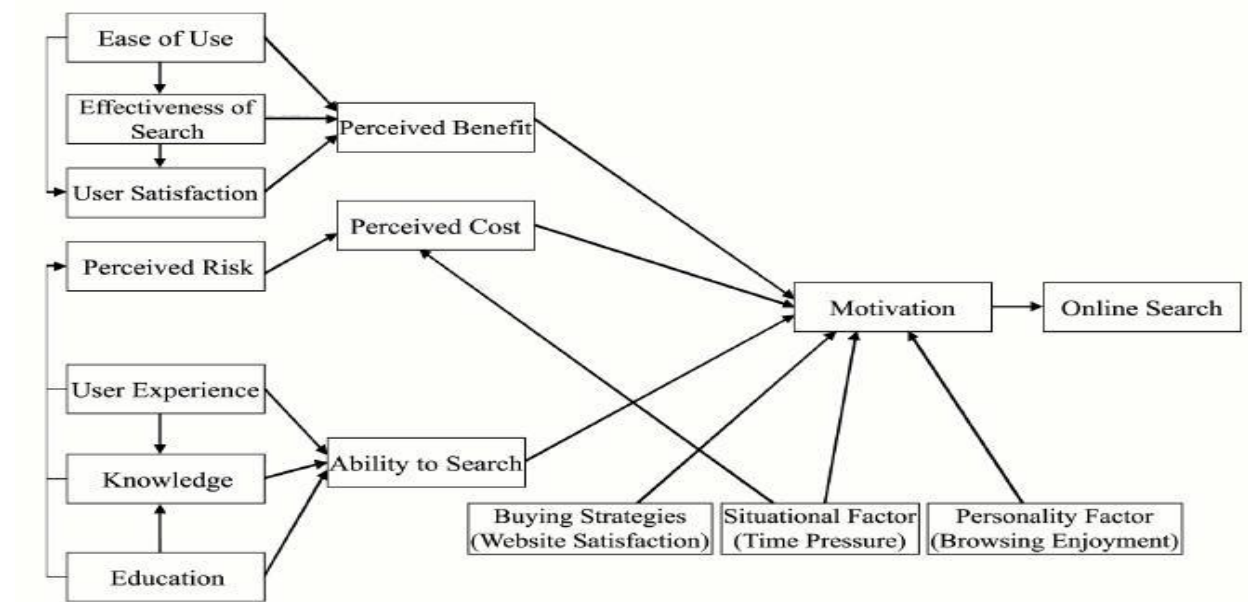 Ease of Use
Effectiveness of
Search
Perceived Benefit
User Satisfaction
Perceived Cost
Perceived Risk
Motivation
Online Search
User Experience
Ability to Search
Knowledge
Buying Strategies
(Website Satisfaction)
Situational Factor
(Time Pressure)
Personality Factor
(Browsing Enjoyment)
Education